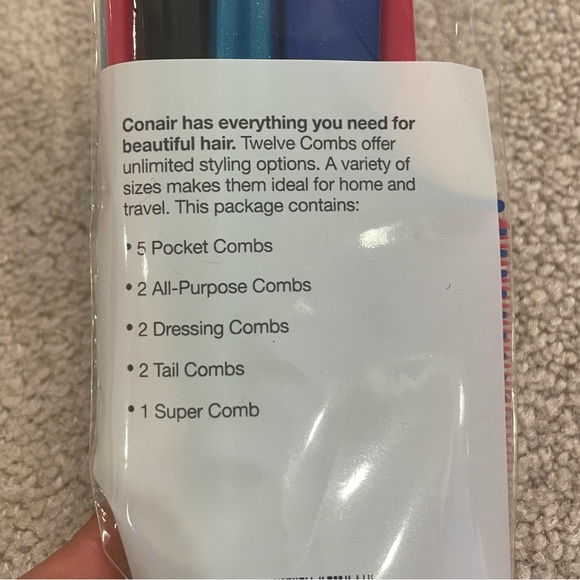 Conair has everything you need for
beautiful hair. Twelve Combs offer
unlimited styling options. A variety of
sizes makes them ideal for home and
travel. This package contains:
• 5 Pocket Combs
• 2 All-Purpose Combs
• 2 Dressing Combs
• 2 Tail Combs
• 1 Super Comb